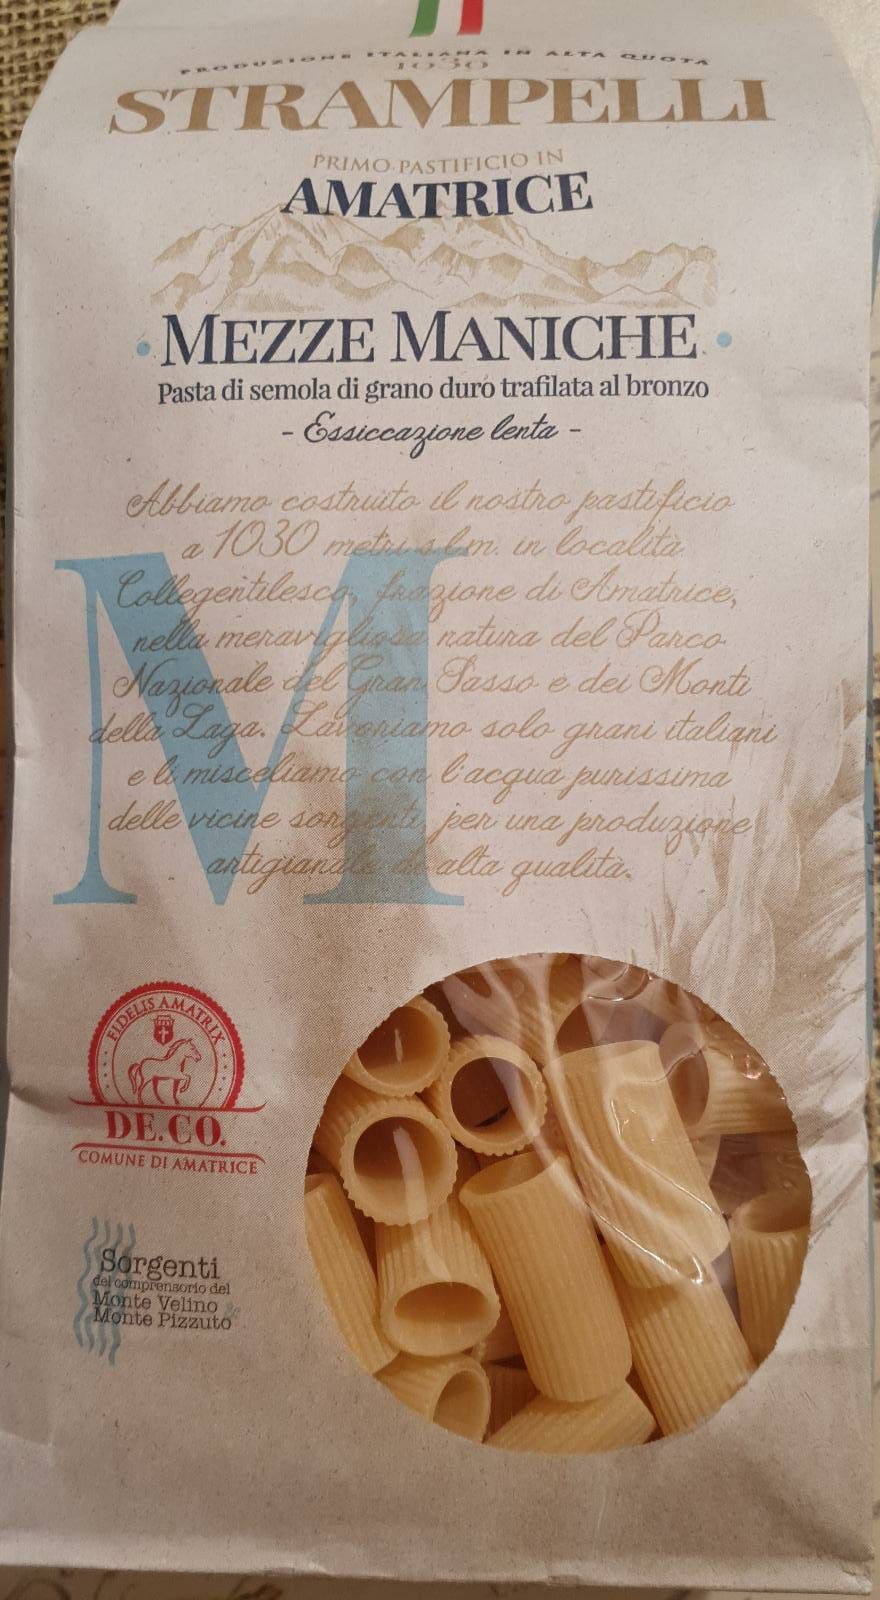 PRODUZIONE ITALIANA IN ALTA QUOTA
1030
STRAMPELLI
PRIMO PASTIFICIO IN
AMATRICE
• MEZZE MANICHE •
Pasta di semola di grano duro trafilata al bronzo
- Essiccazione lenta -
Abbiamo costruito il nostro pastificio
a 1030 metri s.l.m. in località
Collegentilesco, frazione di Amatrice,
nella meravigliosa natura del Parco
Nazionale del Gran Sasso e dei Monti
della Laga. Lavoriamo solo grani italiani
e li misceliamo con l'acqua purissima
delle vicine sorgenti, per una produzione
artigianale di alta qualità.
M
FIDELIS AMATRIX
DE.CO.
COMUNE DI AMATRICE
Sorgenti
del comprensorio del
Monte Velino
Monte Pizzuto